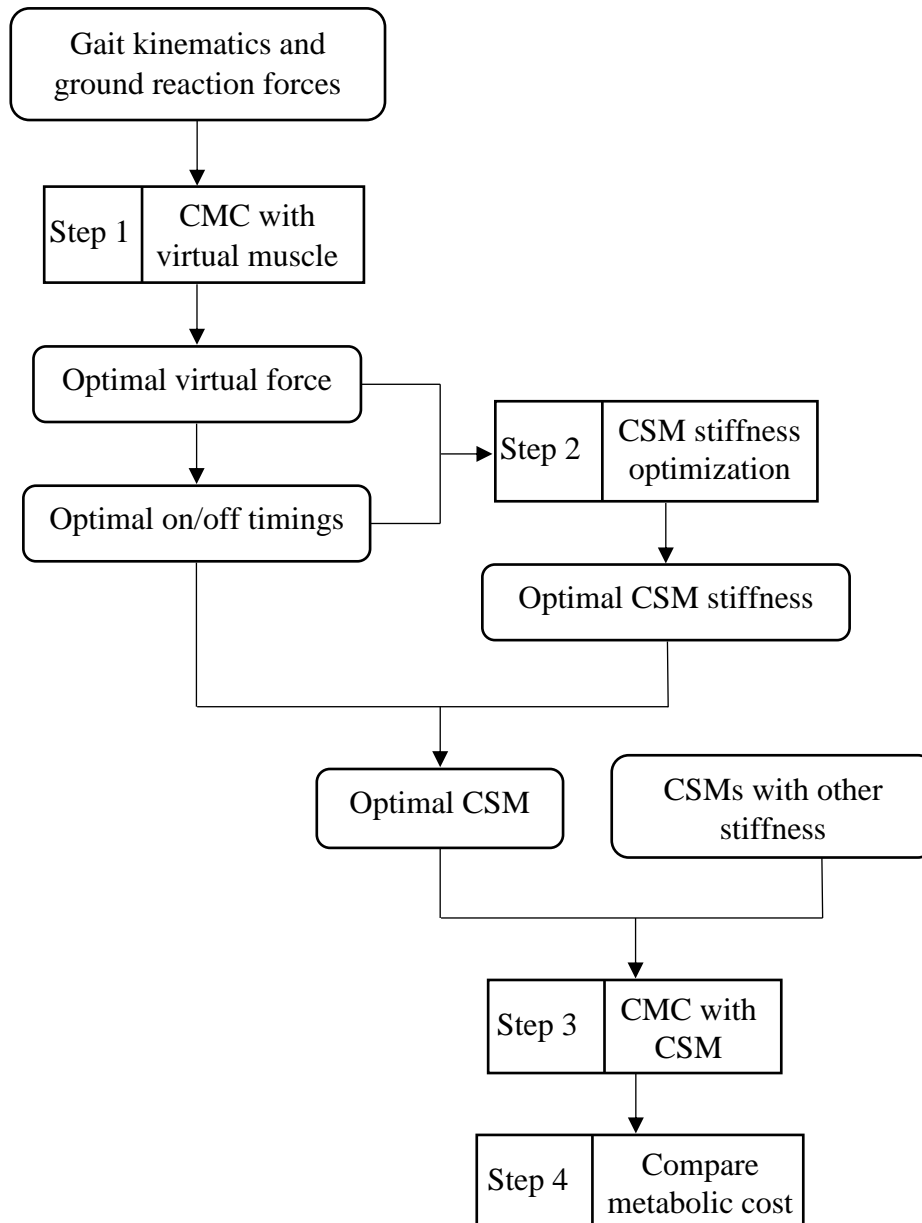 Gait kinematics and
ground reaction forces
Step 1
CMC with
virtual muscle
Optimal virtual force
Optimal on/off timings
Step 2
CSM stiffness
optimization
Optimal CSM stiffness
Optimal CSM
CSMs with other
stiffness
Step 3
CMC with
CSM
Step 4
Compare
metabolic cost